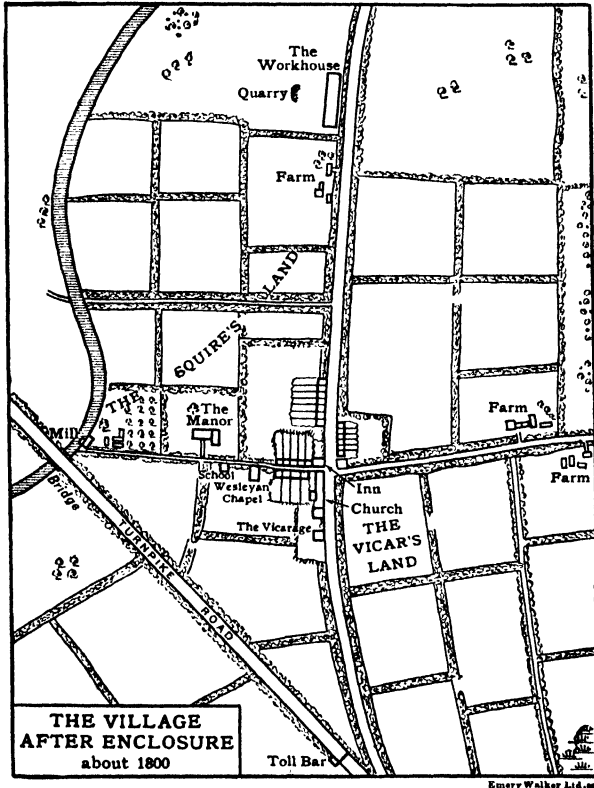 The
Workhouse
Quarry
Farm
THE SQUIRE'S LAND
The
Manor
Mill
Farm
Farm
School
Wesleyan
Chapel
Inn
Church
The Vicarage
THE
VICAR'S
LAND
Bridge
TURNPIKE ROAD
THE VILLAGE
AFTER ENCLOSURE
about 1800
Toll Bar
Emery Walker Ltd.